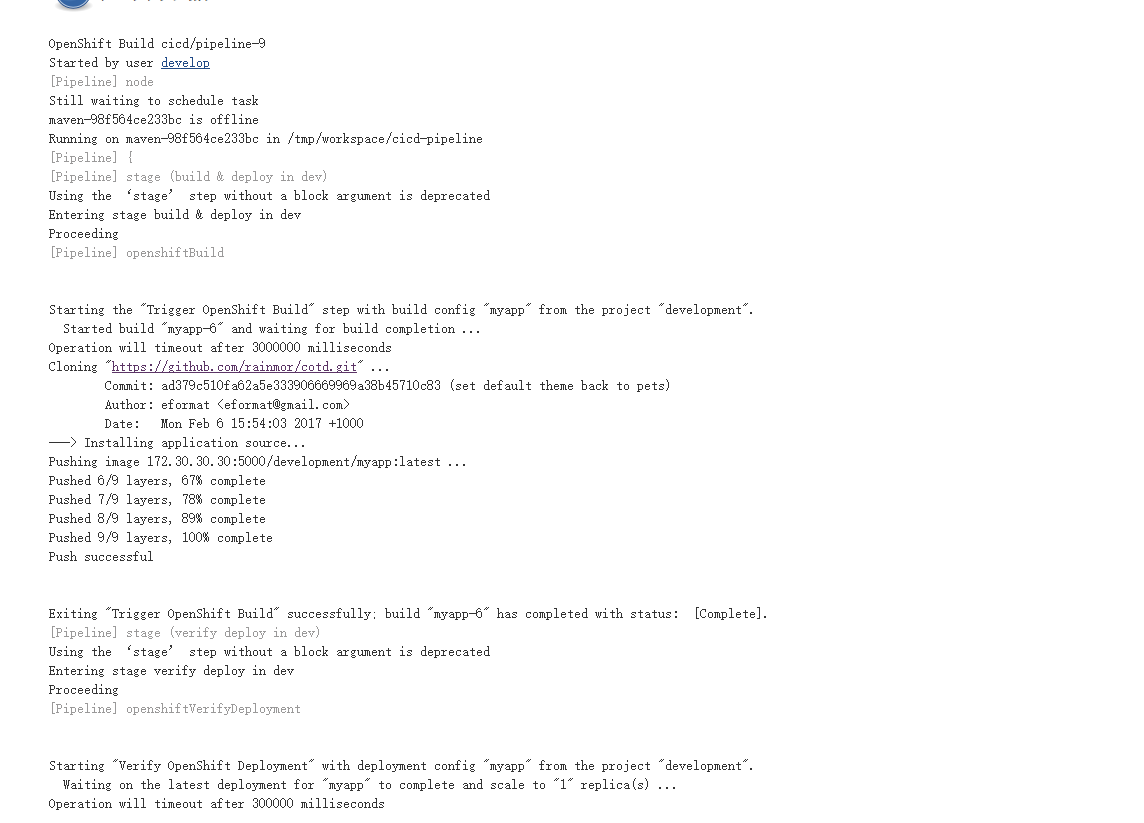 OpenShift Build cicd/pipeline-9
Started by user develop
[Pipeline] node
Still waiting to schedule task
maven-98f564ce233bc is offline
Running on maven-98f564ce233bc in /tmp/workspace/cicd-pipeline
[Pipeline] {
[Pipeline] stage (build & deploy in dev)
Using the ‘stage’ step without a block argument is deprecated
Entering stage build & deploy in dev
Proceeding
[Pipeline] openshiftBuild
Starting the "Trigger OpenShift Build" step with build config "myapp" from the project "development".
Started build "myapp-6" and waiting for build completion ...
Operation will timeout after 3000000 milliseconds
Cloning "https://github.com/rainmor/cotd.git" ...
Commit: ad379c510fa62a5e333906669969a38b45710c83 (set default theme back to pets)
Author: eformat <eformat@gmail.com>
Date: Mon Feb 6 15:54:03 2017 +1000
---> Installing application source...
Pushing image 172.30.30.30:5000/development/myapp:latest ...
Pushed 6/9 layers, 67% complete
Pushed 7/9 layers, 78% complete
Pushed 8/9 layers, 89% complete
Pushed 9/9 layers, 100% complete
Push successful
Exiting "Trigger OpenShift Build" successfully; build "myapp-6" has completed with status: [Complete].
[Pipeline] stage (verify deploy in dev)
Using the ‘stage’ step without a block argument is deprecated
Entering stage verify deploy in dev
Proceeding
[Pipeline] openshiftVerifyDeployment
Starting "Verify OpenShift Deployment" with deployment config "myapp" from the project "development".
Waiting on the latest deployment for "myapp" to complete and scale to "1" replica(s) ...
Operation will timeout after 300000 milliseconds